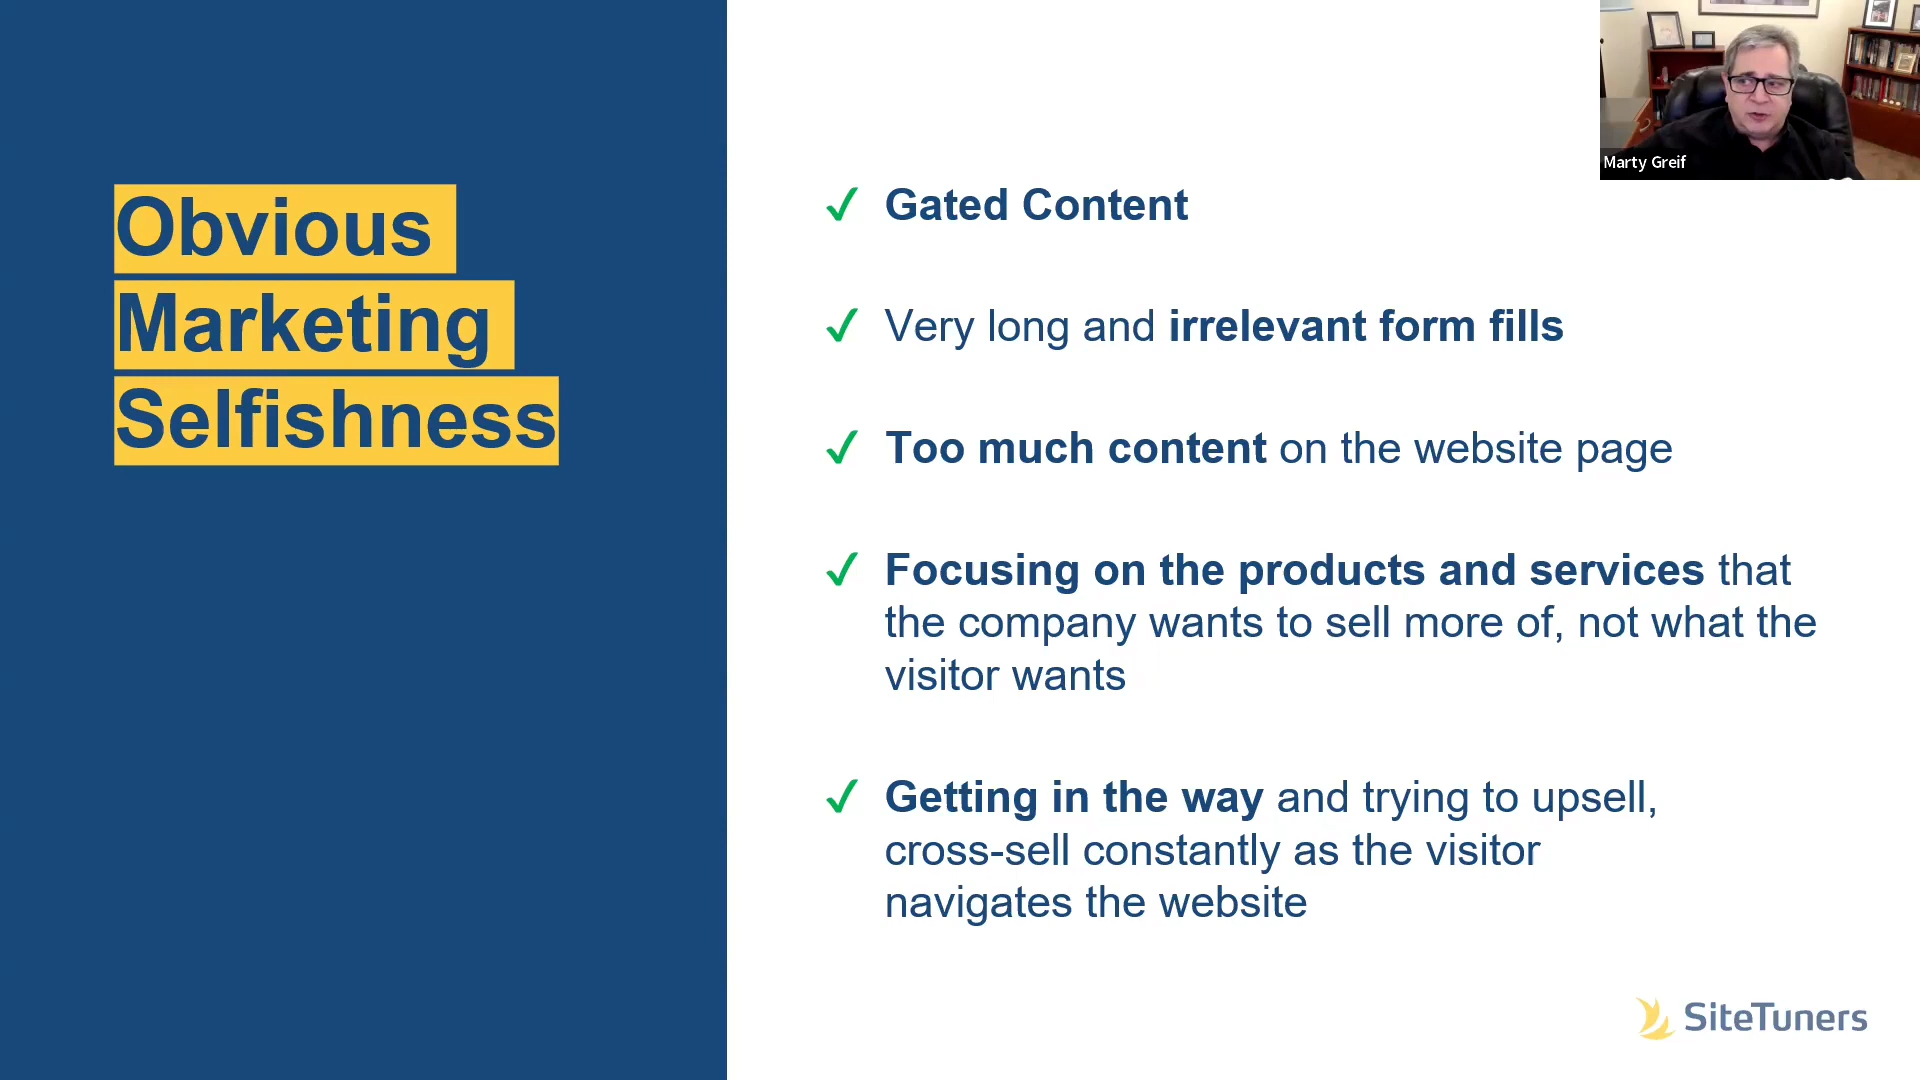 Marty Greif
Obvious
Marketing
Selfishness
Gated Content
Very long and irrelevant form fills
Too much content on the website page
Focusing on the products and services that
the company wants to sell more of, not what the
visitor wants
Getting in the way and trying to upsell,
cross-sell constantly as the visitor
navigates the website
SiteTuners